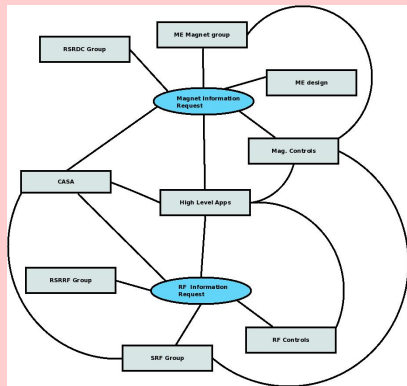 ME Magnet group
RSRDC Group
ME design
Magnet Information
Request
Mag. Controls
CASA
High Level Apps
RSRRF Group
RF Information
Request
RF Controls
SRF Group